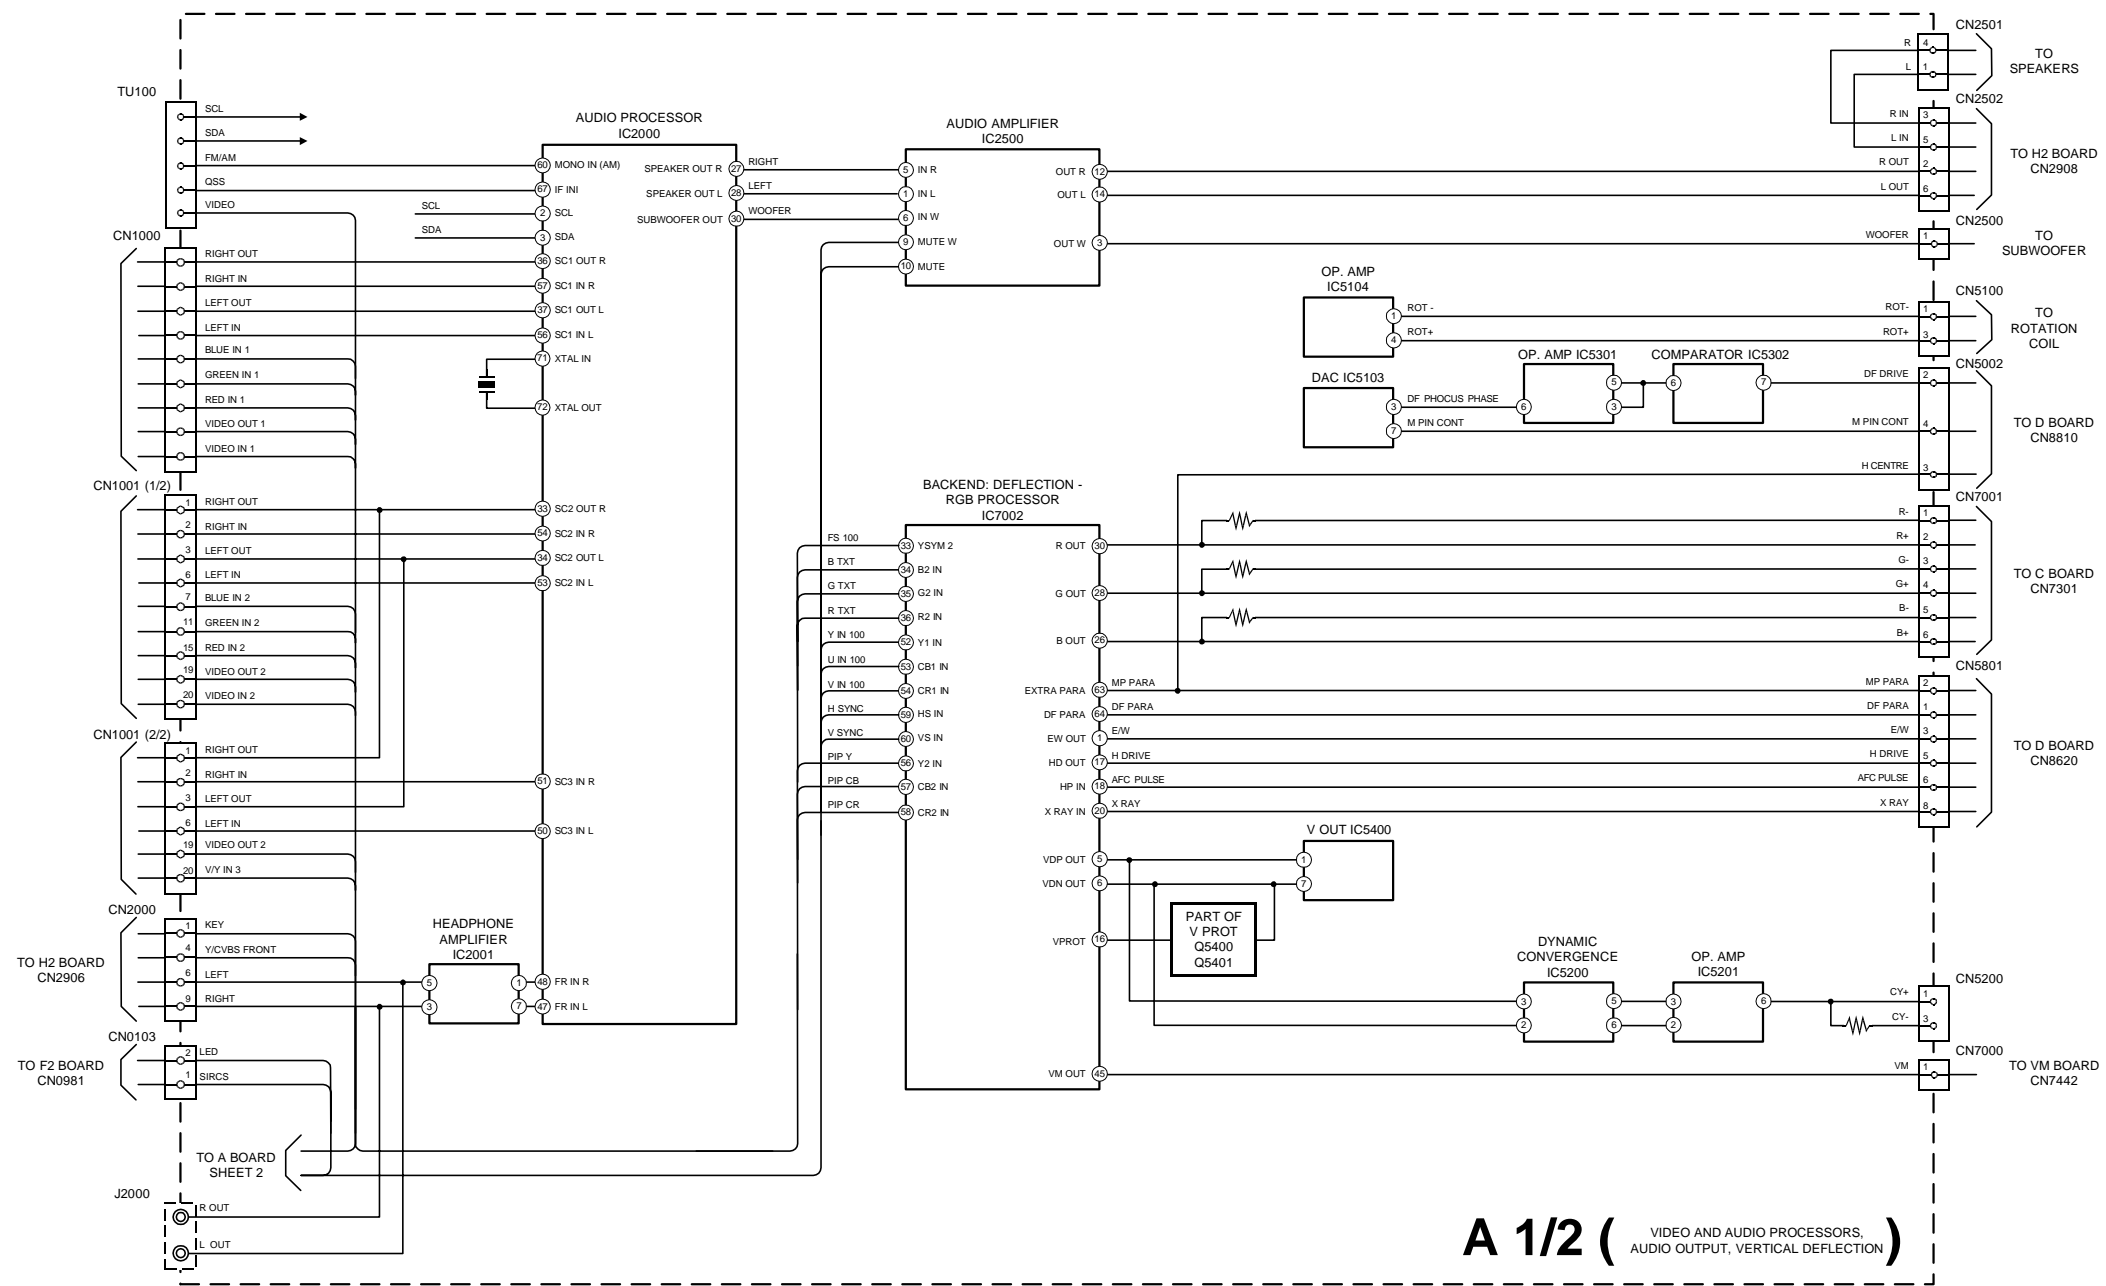 TU100
SCL
SDA
FM/AM
QSS
VIDEO
CN1000
RIGHT OUT
RIGHT IN
LEFT OUT
LEFT IN
BLUE IN 1
GREEN IN 1
RED IN 1
VIDEO OUT 1
VIDEO IN 1
CN1001 (1/2)
1 RIGHT OUT
2 RIGHT IN
3 LEFT OUT
6 LEFT IN
7 BLUE IN 2
11 GREEN IN 2
15 RED IN 2
19 VIDEO OUT 2
20 VIDEO IN 2
CN1001 (2/2)
1 RIGHT OUT
2 RIGHT IN
3 LEFT OUT
6 LEFT IN
19 VIDEO OUT 2
20 V/Y IN 3
CN2000
TO H2 BOARD
CN2906
1 KEY
4 Y/CVBS FRONT
6 LEFT
9 RIGHT
CN0103
TO F2 BOARD
CN0981
2 LED
1 SIRCS
TO A BOARD
SHEET 2
J2000
R OUT
L OUT
HEADPHONE
AMPLIFIER
IC2001
5 1
3 7
AUDIO PROCESSOR
IC2000
SCL
SDA
60 MONO IN (AM)
67 IF INI
2 SCL
3 SDA
36 SC1 OUT R
57 SC1 IN R
37 SC1 OUT L
56 SC1 IN L
71 XTAL IN
72 XTAL OUT
33 SC2 OUT R
54 SC2 IN R
34 SC2 OUT L
53 SC2 IN L
51 SC3 IN R
50 SC3 IN L
48 FR IN R
47 FR IN L
SPEAKER OUT R 27 RIGHT
SPEAKER OUT L 28 LEFT
SUBWOOFER OUT 30 WOOFER
AUDIO AMPLIFIER
IC2500
5 IN R
1 IN L
6 IN W
9 MUTE W
10 MUTE
OUT R 12
OUT L 14
OUT W 3
BACKEND: DEFLECTION -
RGB PROCESSOR
IC7002
FS 100 33 YSYM 2
B TXT 34 B2 IN
G TXT 35 G2 IN
R TXT 36 R2 IN
Y IN 100 52 Y1 IN
U IN 100 53 CB1 IN
V IN 100 54 CR1 IN
H SYNC 59 HS IN
V SYNC 60 VS IN
PIP Y 56 Y2 IN
PIP CB 57 CB2 IN
PIP CR 58 CR2 IN
R OUT 30
G OUT 28
B OUT 26
EXTRA PARA 63 MP PARA
DF PARA 64 DF PARA
EW OUT 1 E/W
HD OUT 17 H DRIVE
HP IN 18 AFC PULSE
X RAY IN 20 X RAY
VDP OUT 5
VDN OUT 6
VPROT 16
VM OUT 45
OP. AMP
IC5104
1 ROT -
4 ROT+
DAC IC5103
3 DF PHOCUS PHASE
7 M PIN CONT
OP. AMP IC5301
6 5
3
COMPARATOR IC5302
6 7
V OUT IC5400
1
7
PART OF
V PROT
Q5400
Q5401
DYNAMIC
CONVERGENCE
IC5200
3 5
2 6
OP. AMP
IC5201
3 6
2
CN2501
R 4
L 1
TO
SPEAKERS
CN2502
R IN 3
L IN 5
R OUT 2
L OUT 6
TO H2 BOARD
CN2908
CN2500
WOOFER 1
TO
SUBWOOFER
CN5100
ROT- 1
ROT+ 3
TO
ROTATION
COIL
CN5002
DF DRIVE 2
M PIN CONT 4
H CENTRE 3
TO D BOARD
CN8810
CN7001
R- 1
R+ 2
G- 3
G+ 4
B- 5
B+ 6
TO C BOARD
CN7301
CN5801
MP PARA 2
DF PARA 1
E/W 3
H DRIVE 5
AFC PULSE 6
X RAY 8
TO D BOARD
CN8620
CN5200
CY+ 1
CY- 3
CN7000
VM 1
TO VM BOARD
CN7442
A 1/2 ( VIDEO AND AUDIO PROCESSORS,
AUDIO OUTPUT, VERTICAL DEFLECTION )